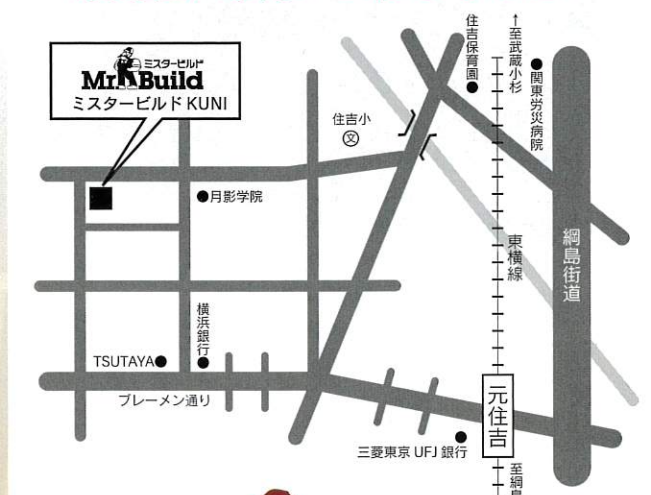 ミスタービルド
Mr. Build
ミスタービルド KUNI
住吉保育園
↑至武蔵小杉
関東労災病院
住吉小
文
月影学院
東横線
綱島街道
横浜銀行
TSUTAYA
ブレーメン通り
元住吉
三菱東京 UFJ 銀行
至綱島